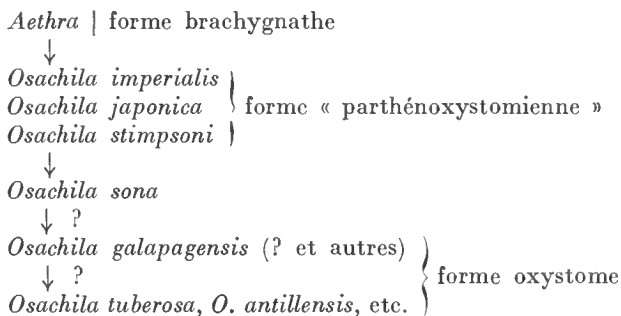 Aethra | forme brachygnathe
↓
Osachila imperialis
Osachila japonica } forme « parthénoxystomienne »
Osachila stimpsoni
↓
Osachila sona
↓ ?
Osachila galapagensis (? et autres)
↓ ? } forme oxystome
Osachila tuberosa, O. antillensis, etc.